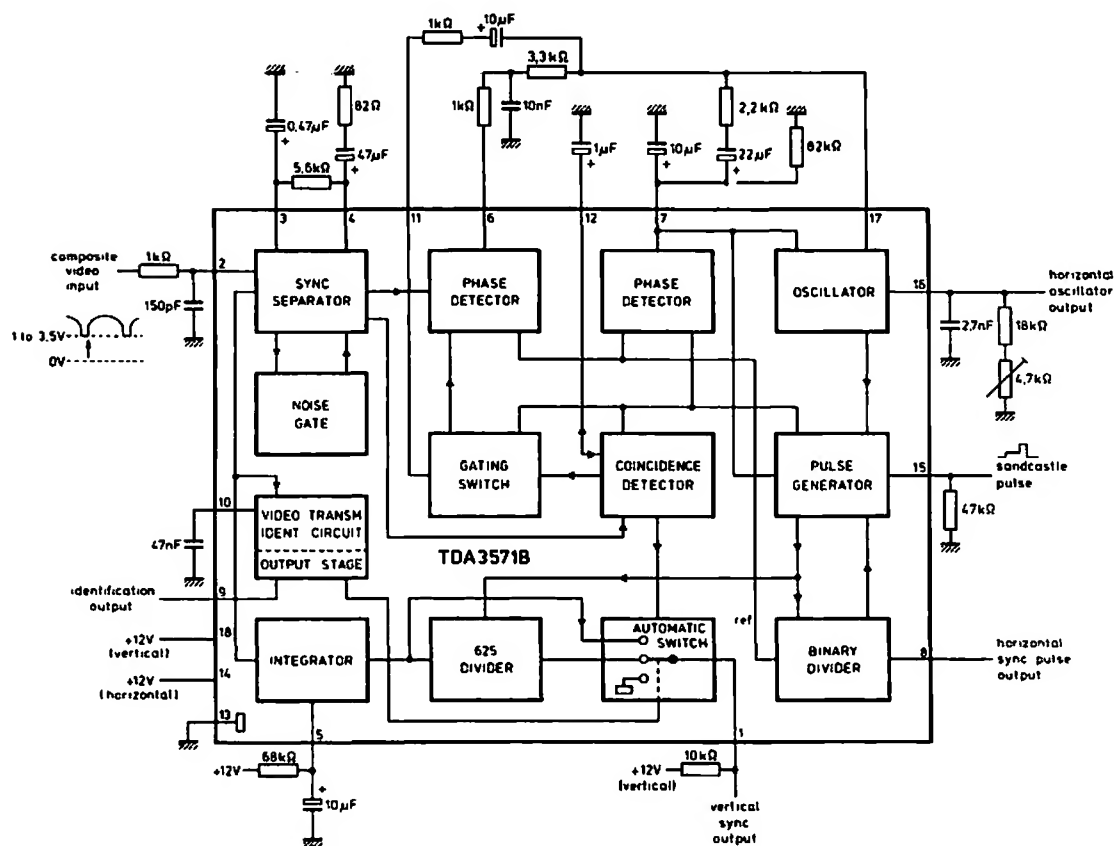 1kΩ
+ 10µF
3,3kΩ
82Ω
0,47µF
+
1kΩ
10nF
2,2kΩ
47µF
+
1µF
+
10µF
+
22µF
+
82kΩ
5,6kΩ
3
4
11
6
12
7
17
composite
video
input
1kΩ
2
150pF
1 to 3,5V
0V
SYNC
SEPARATOR
PHASE
DETECTOR
PHASE
DETECTOR
OSCILLATOR
16
horizontal
oscillator
output
2,7nF
18kΩ
4,7kΩ
NOISE
GATE
GATING
SWITCH
COINCIDENCE
DETECTOR
PULSE
GENERATOR
15
sandcastle
pulse
47kΩ
10
47nF
VIDEO TRANSM
IDENT CIRCUIT
OUTPUT STAGE
TDA3571B
identification
output
9
+12V
(vertical)
18
+12V
(horizontal)
14
13
INTEGRATOR
625
DIVIDER
AUTOMATIC
SWITCH
ref
BINARY
DIVIDER
8
horizontal
sync pulse
output
5
1
68kΩ
+12V
+
10µF
10kΩ
+12V
(vertical)
vertical
sync
output